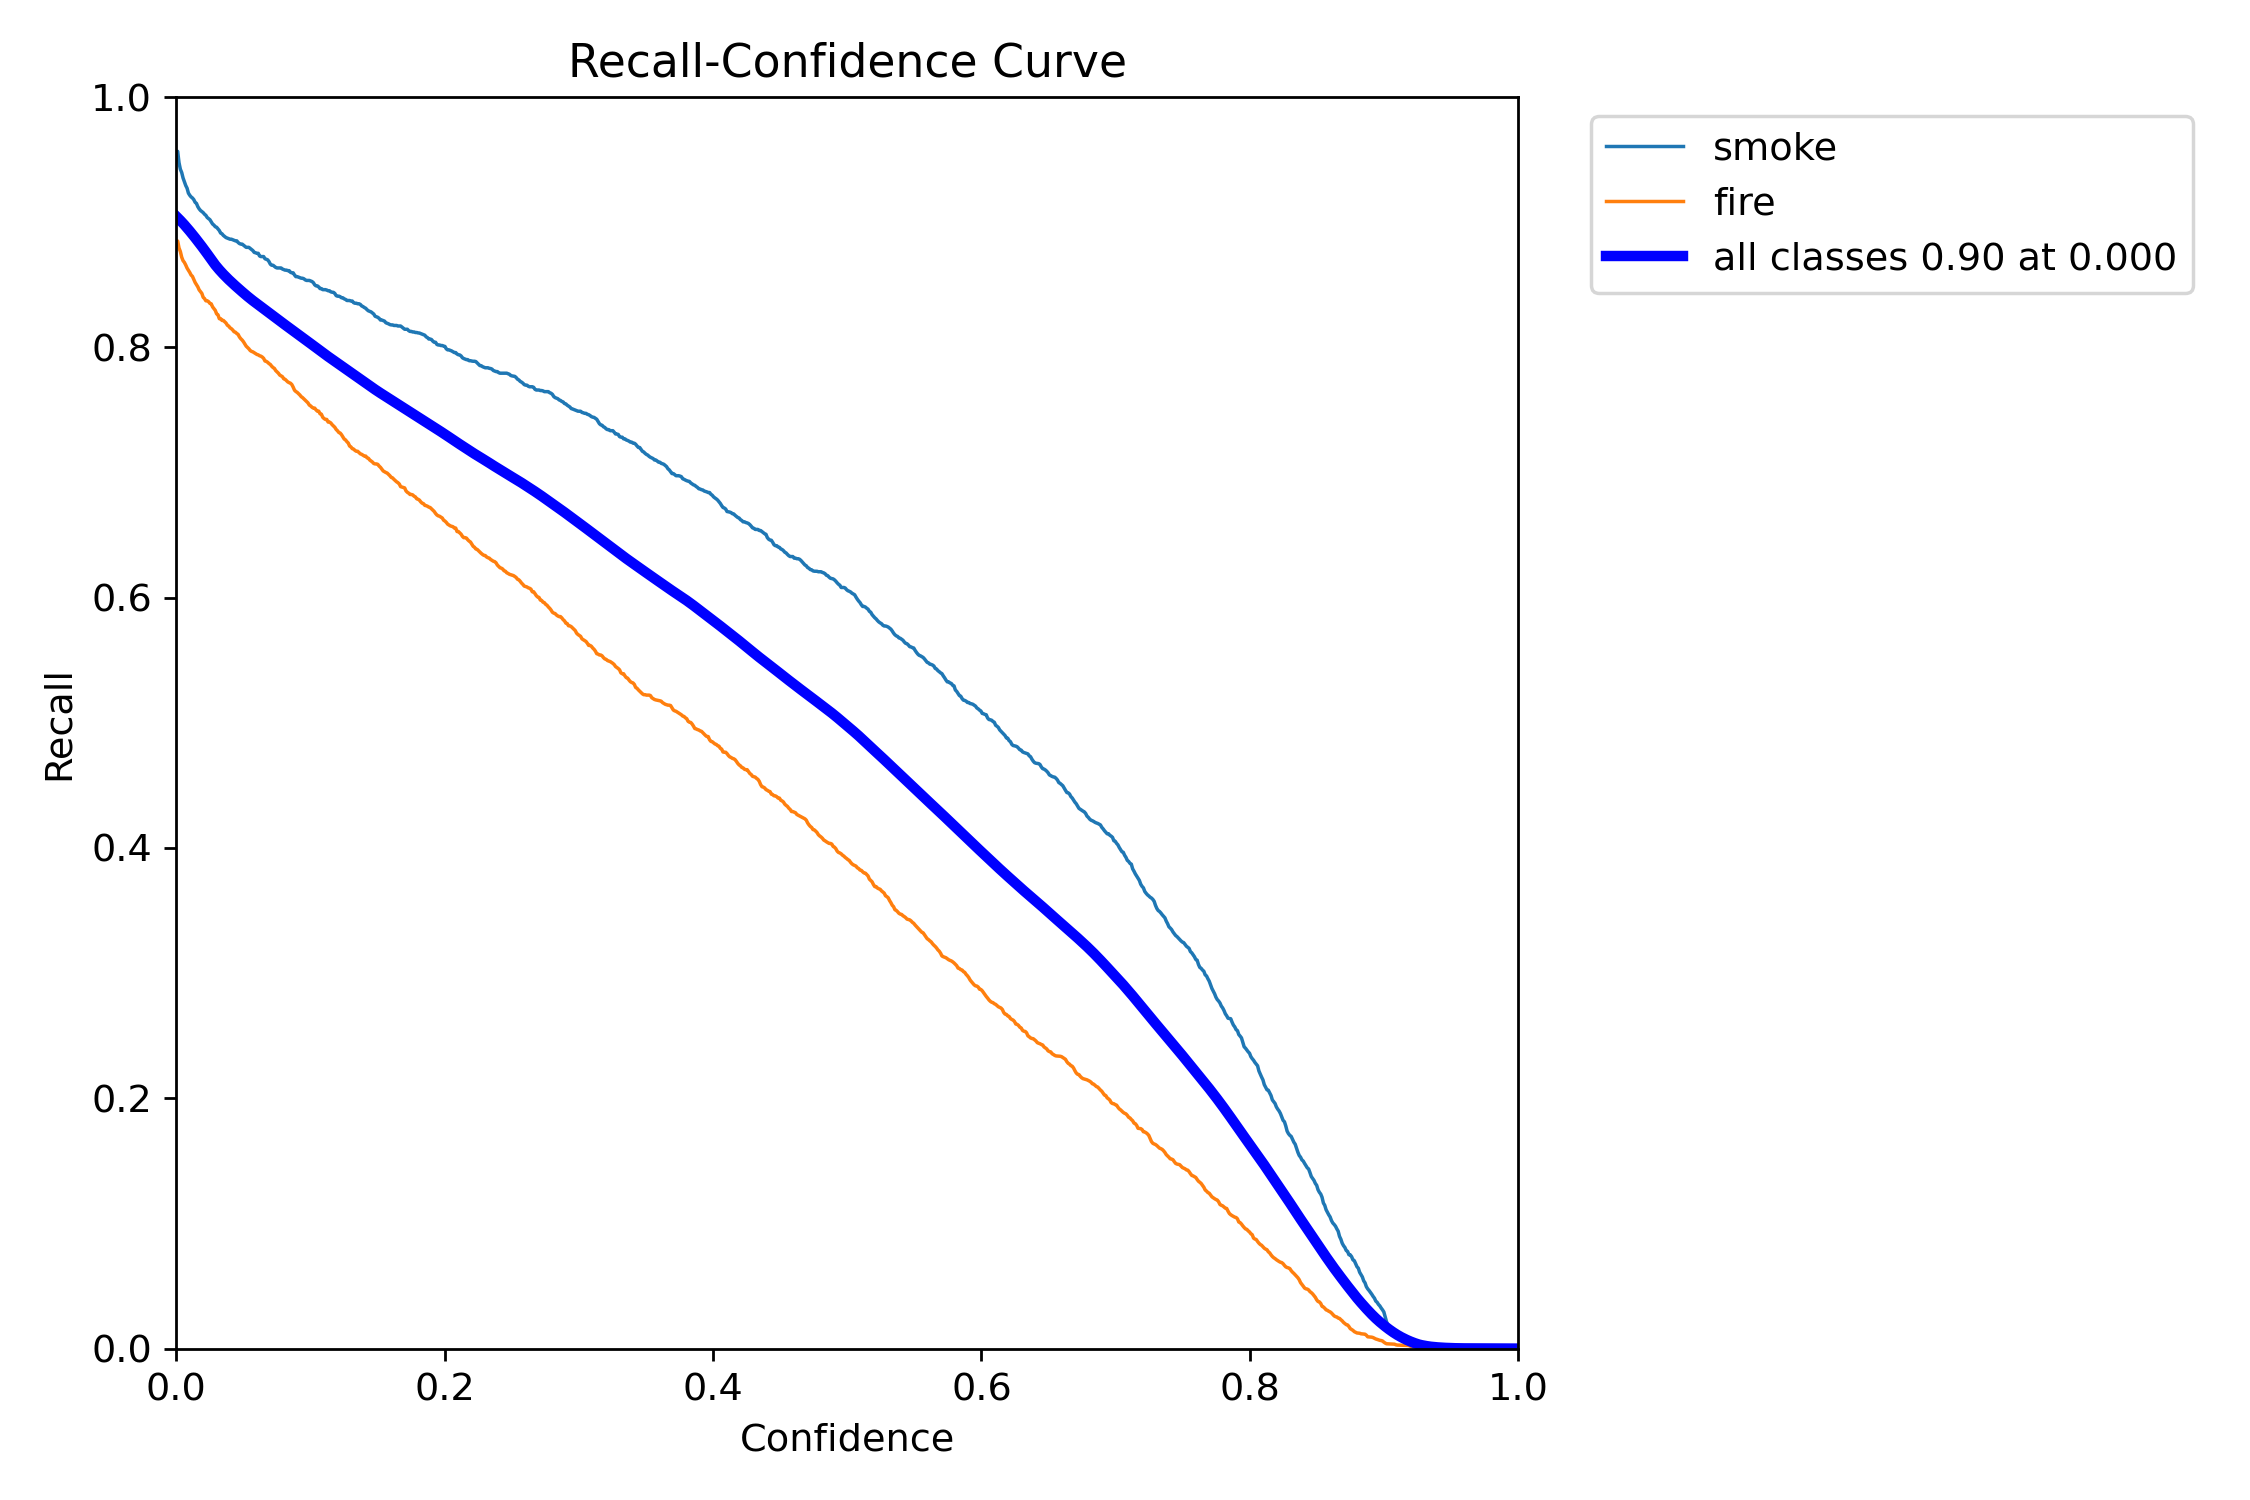 Recall-Confidence Curve
1.0
0.8
0.6
0.4
0.2
0.0
Recall
0.0 0.2 0.4 0.6 0.8 1.0
Confidence
smoke
fire
all classes 0.90 at 0.000